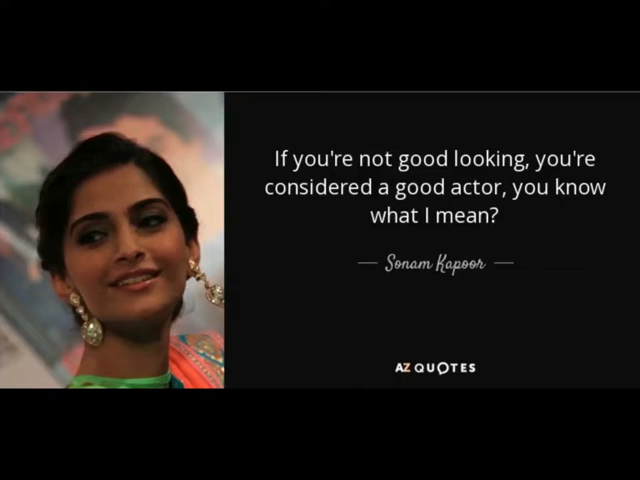 If you're not good looking, you're
considered a good actor, you know
what I mean?
Sonam Kapoor
AZ QUOTES